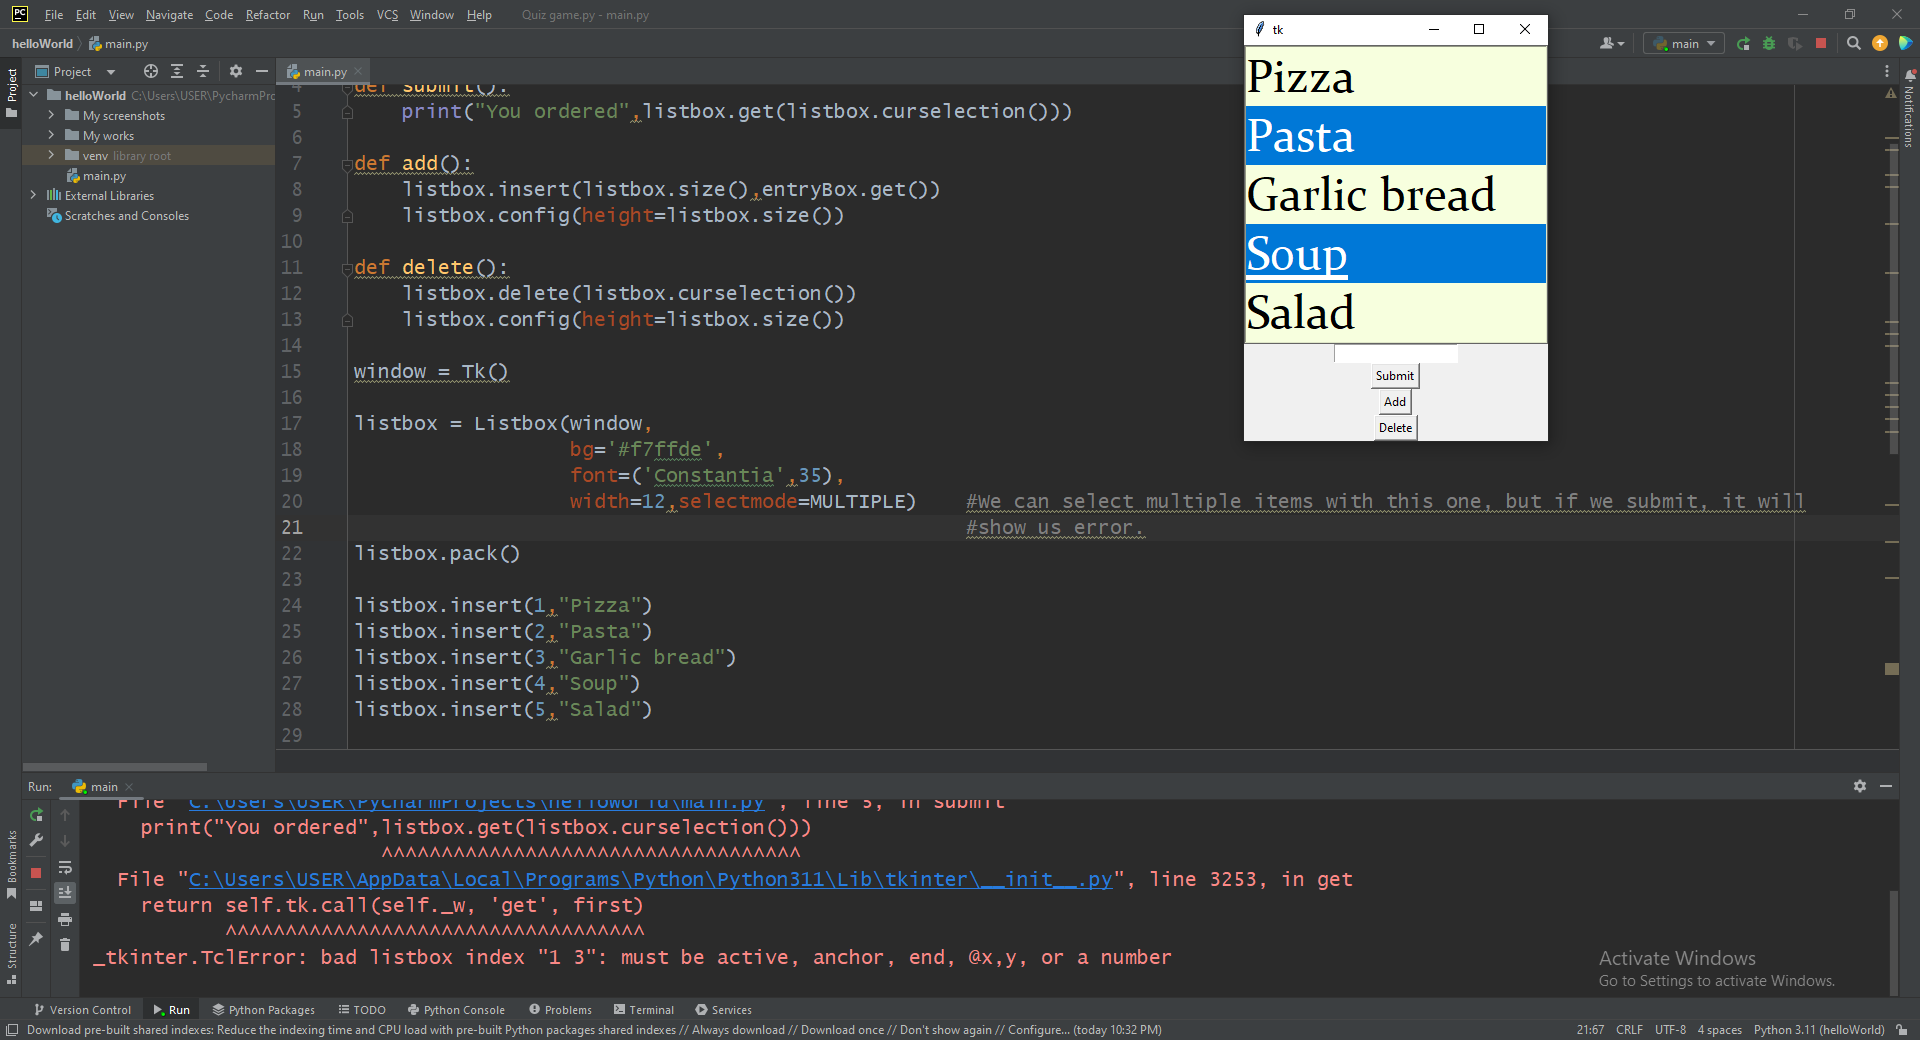 File Edit View Navigate Code Refactor Run Tools VCS Window Help Quiz game.py - main.py
helloWorld main.py
main
Project
main.py
Project
helloWorld C:\Users\USER\PycharmPro
My screenshots
My works
venv library root
main.py
External Libraries
Scratches and Consoles
4 def submit():
5 print("You ordered",listbox.get(listbox.curselection()))
6
7 def add():
8 listbox.insert(listbox.size(),entryBox.get())
9 listbox.config(height=listbox.size())
10
11 def delete():
12 listbox.delete(listbox.curselection())
13 listbox.config(height=listbox.size())
14
15 window = Tk()
16
17 listbox = Listbox(window,
18 bg='#f7ffde',
19 font=('Constantia',35),
20 width=12,selectmode=MULTIPLE) #We can select multiple items with this one, but if we submit, it will
21 #show us error.
22 listbox.pack()
23
24 listbox.insert(1,"Pizza")
25 listbox.insert(2,"Pasta")
26 listbox.insert(3,"Garlic bread")
27 listbox.insert(4,"Soup")
28 listbox.insert(5,"Salad")
29
tk
Pizza
Pasta
Garlic bread
Soup
Salad
Submit
Add
Delete
Notifications
Run: main
File "C:\Users\USER\PycharmProjects\helloWorld\main.py", line 5, in submit
print("You ordered",listbox.get(listbox.curselection()))
^^^^^^^^^^^^^^^^^^^^^^^^^^^^^^^^^^^
File "C:\Users\USER\AppData\Local\Programs\Python\Python311\Lib\tkinter\__init__.py", line 3253, in get
return self.tk.call(self._w, 'get', first)
^^^^^^^^^^^^^^^^^^^^^^^^^^^^^^^^^^^
_tkinter.TclError: bad listbox index "1 3": must be active, anchor, end, @x,y, or a number
Bookmarks
Structure
Activate Windows
Go to Settings to activate Windows.
Version Control Run Python Packages TODO Python Console Problems Terminal Services
Download pre-built shared indexes: Reduce the indexing time and CPU load with pre-built Python packages shared indexes // Always download // Download once // Don't show again // Configure... (today 10:32 PM) 21:67 CRLF UTF-8 4 spaces Python 3.11 (helloWorld)